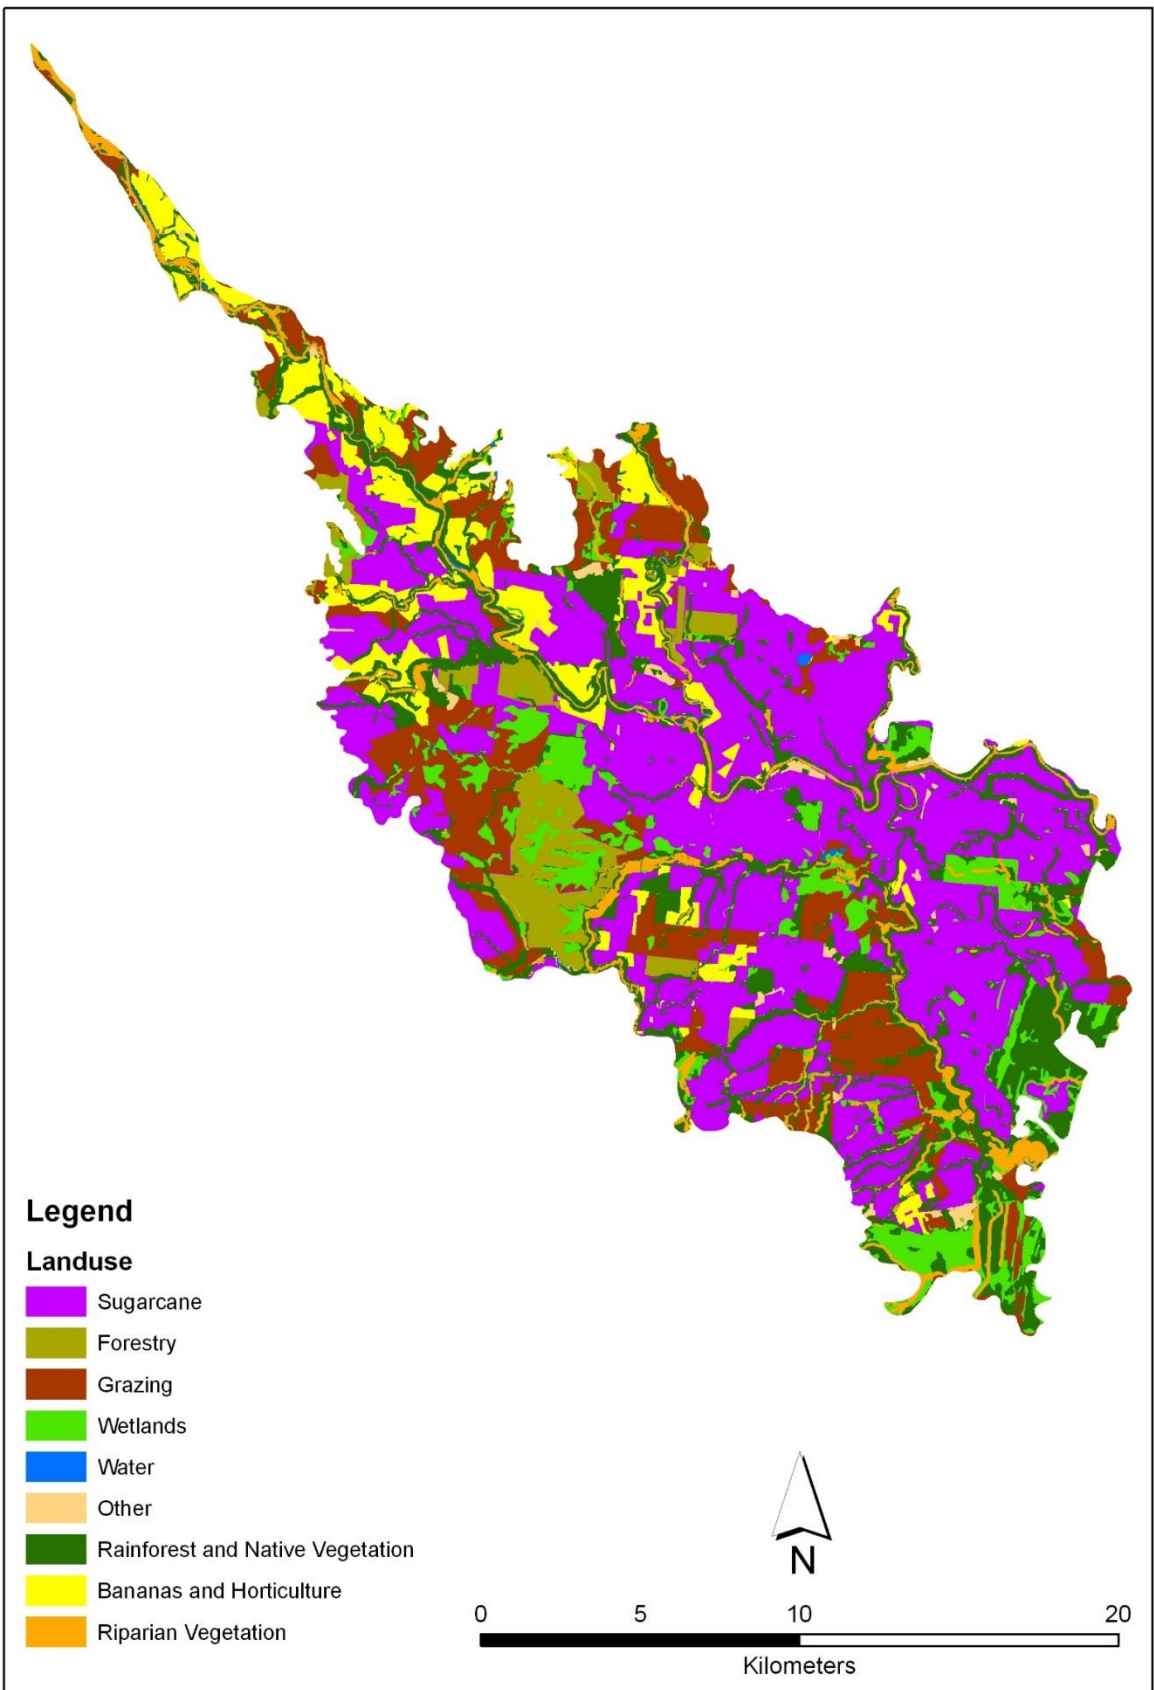 Legend
Landuse
Sugarcane
Forestry
Grazing
Wetlands
Water
Other
Rainforest and Native Vegetation
Bananas and Horticulture
Riparian Vegetation
N
0 5 10 20
Kilometers